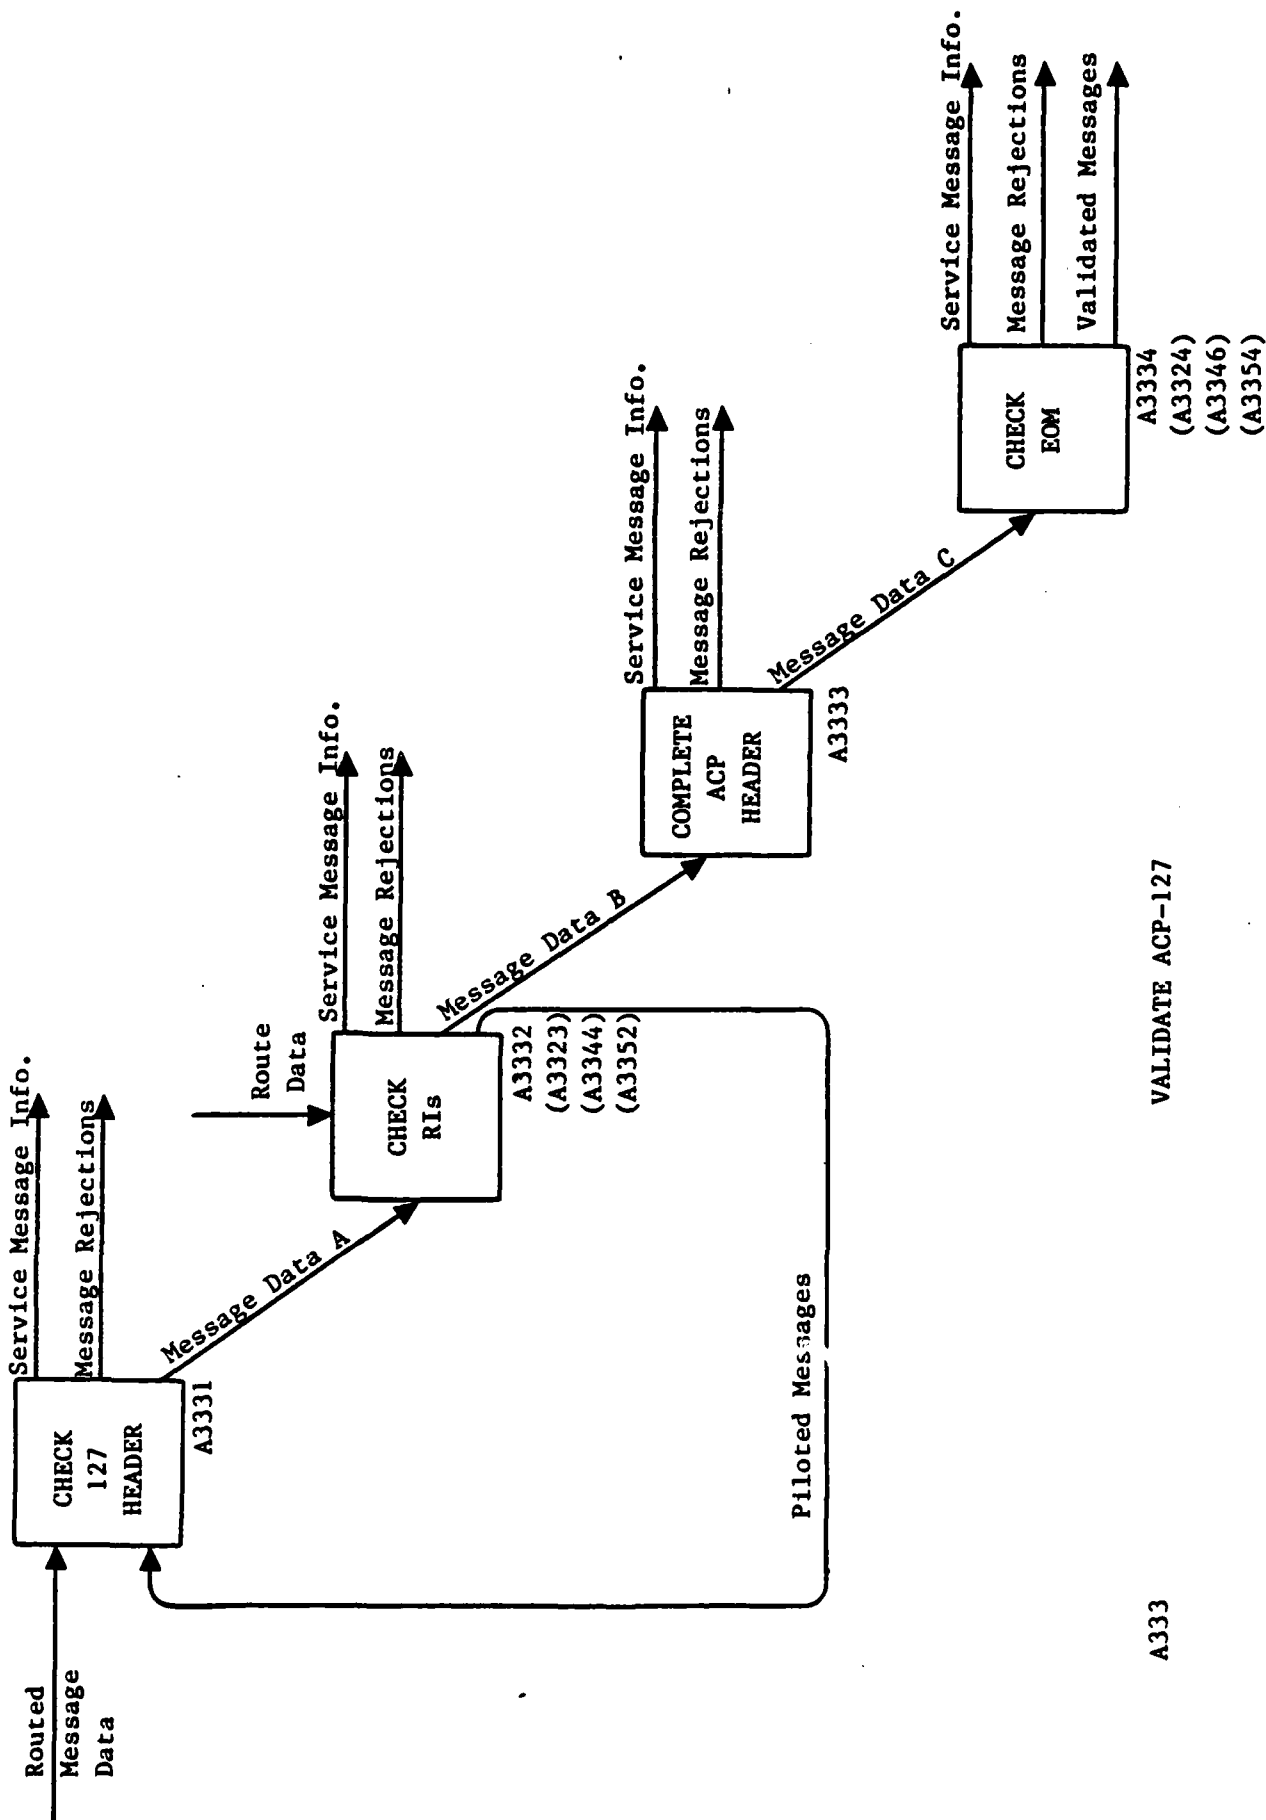 Routed
Message
Data
CHECK
127
HEADER
A3331
Service Message Info.
Message Rejections
Message Data A
Route
Data
CHECK
RIs
A3332
(A3323)
(A3344)
(A3352)
Service Message Info.
Message Rejections
Message Data B
Piloted Messages
COMPLETE
ACP
HEADER
A3333
Service Message Info.
Message Rejections
Message Data C
CHECK
EOM
A3334
(A3324)
(A3346)
(A3354)
Service Message Info.
Message Rejections
Validated Messages
A333
VALIDATE ACP-127